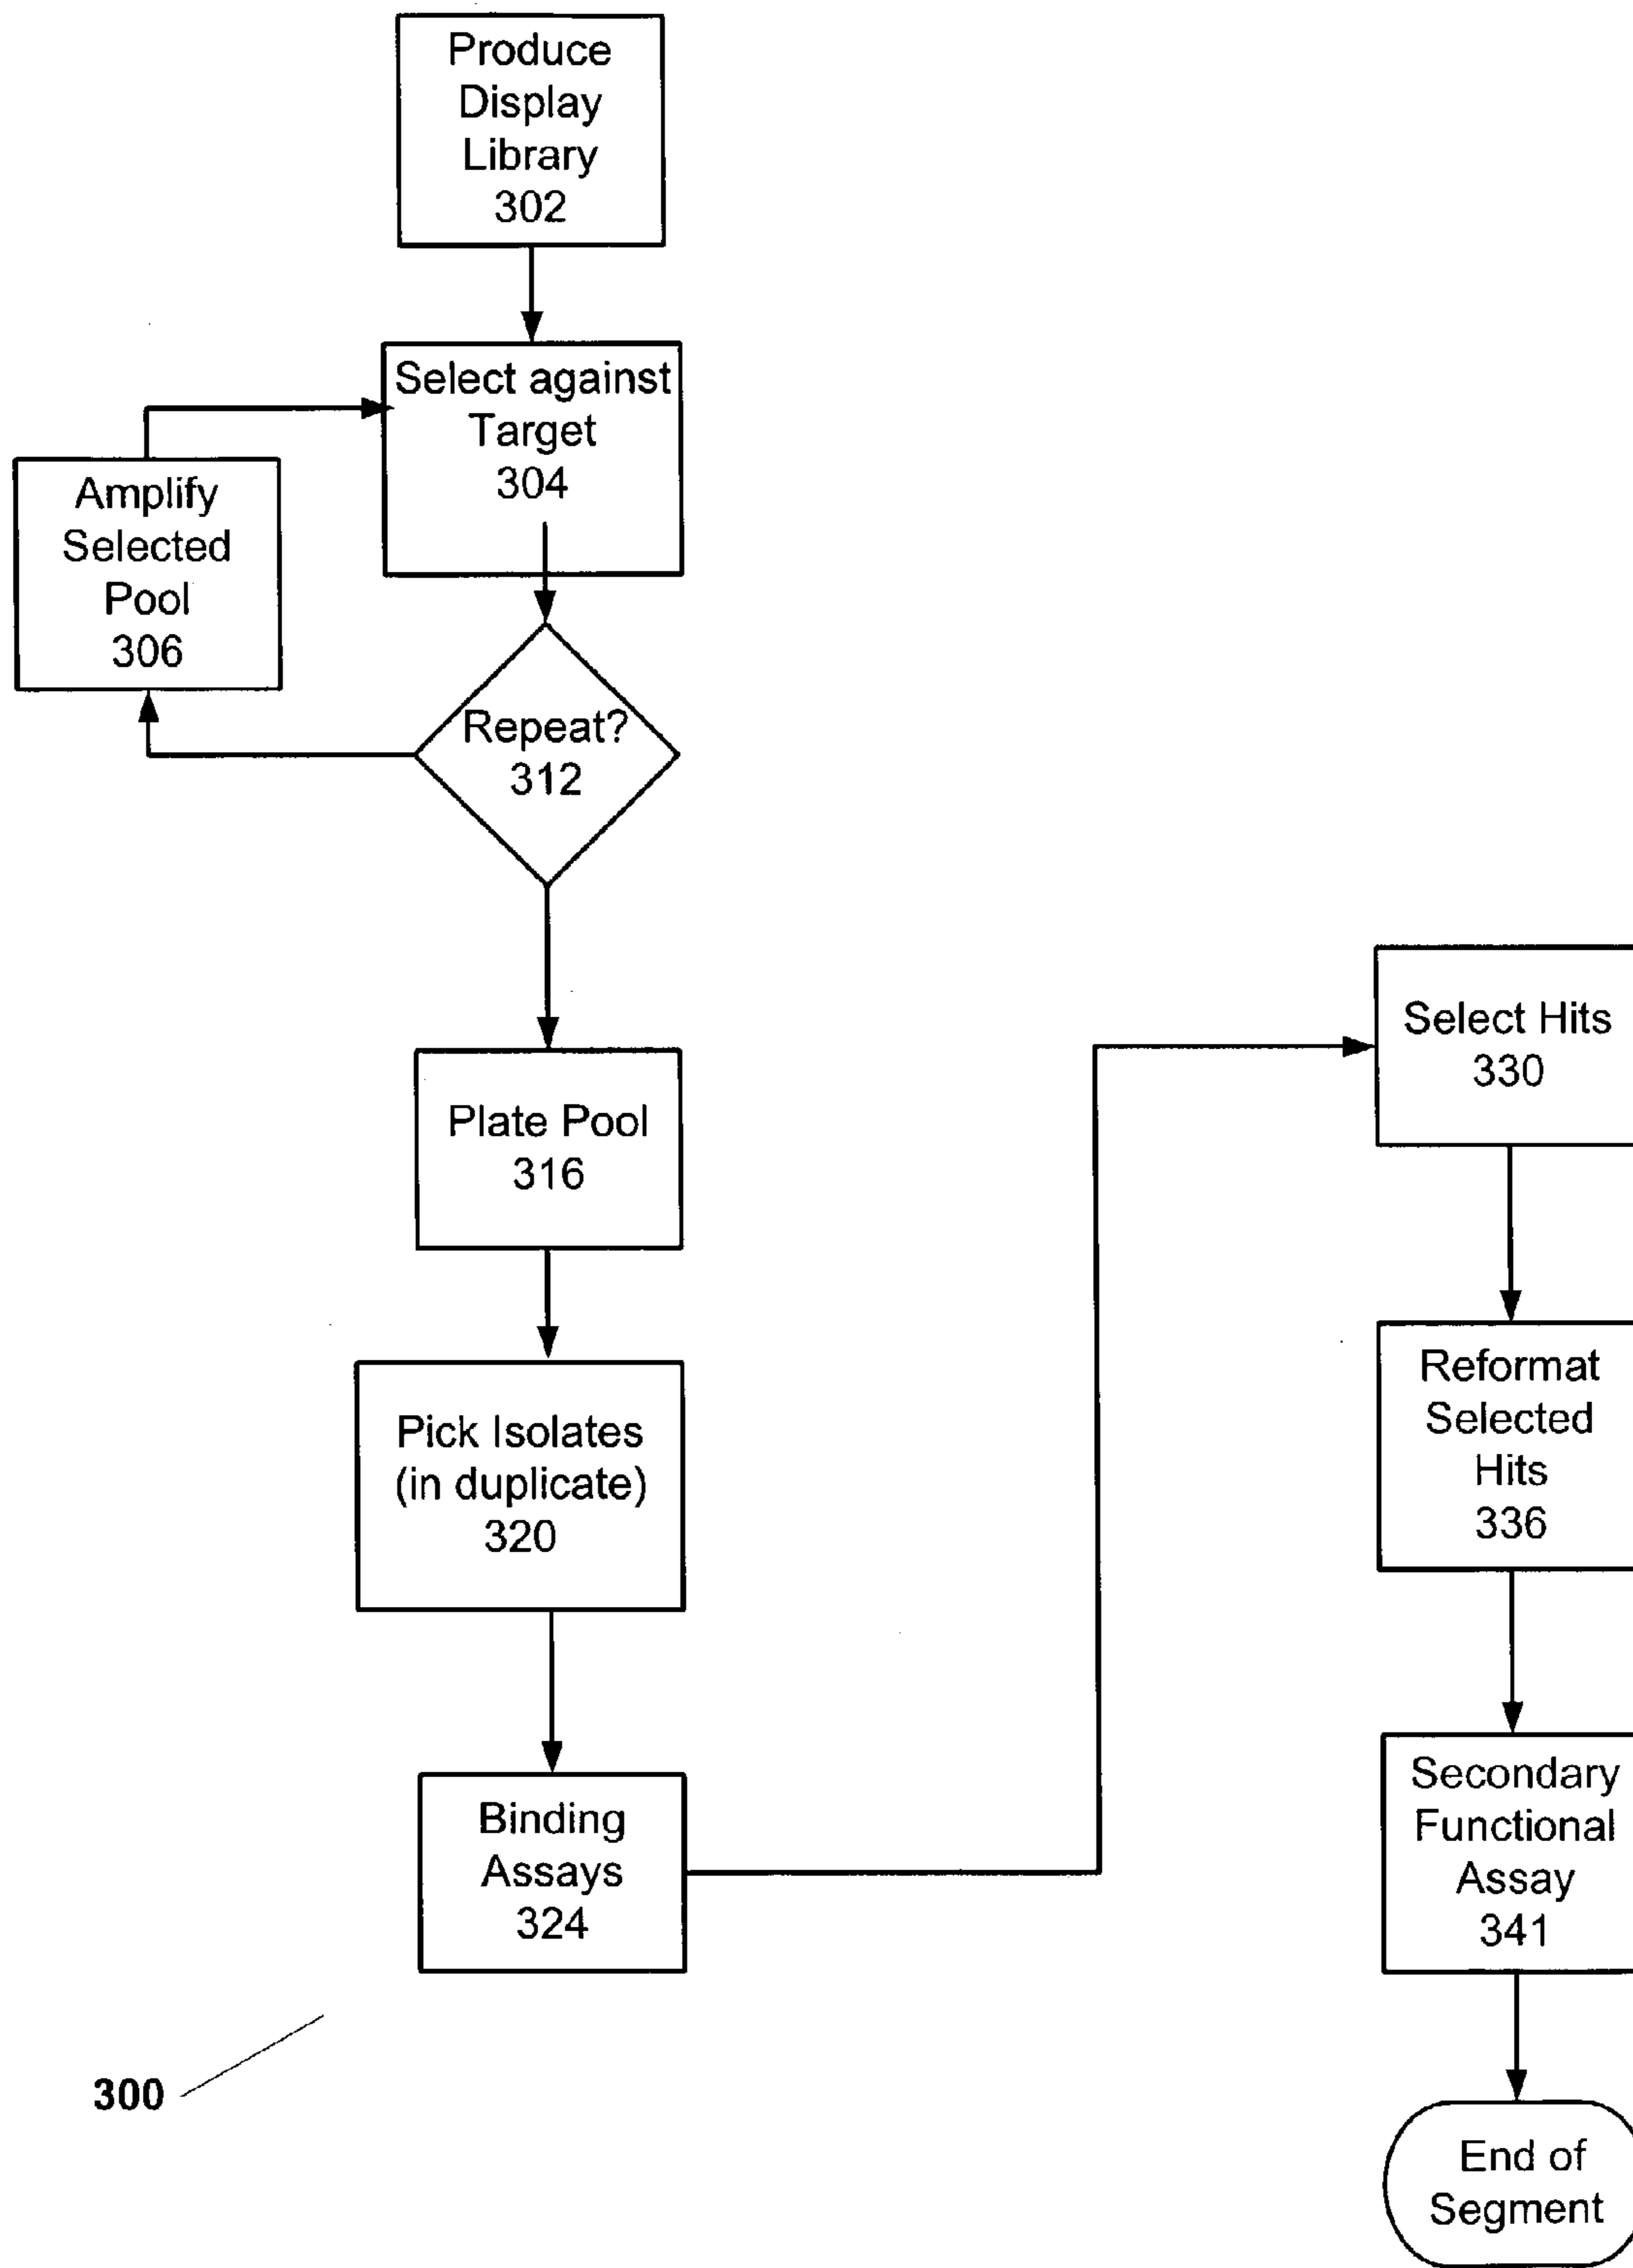 Produce
Display
Library
302
Select against
Target
304
Amplify
Selected
Pool
306
Repeat?
312
Plate Pool
316
Pick Isolates
(in duplicate)
320
Binding
Assays
324
Select Hits
330
Reformat
Selected
Hits
336
Secondary
Functional
Assay
341
End of
Segment
300